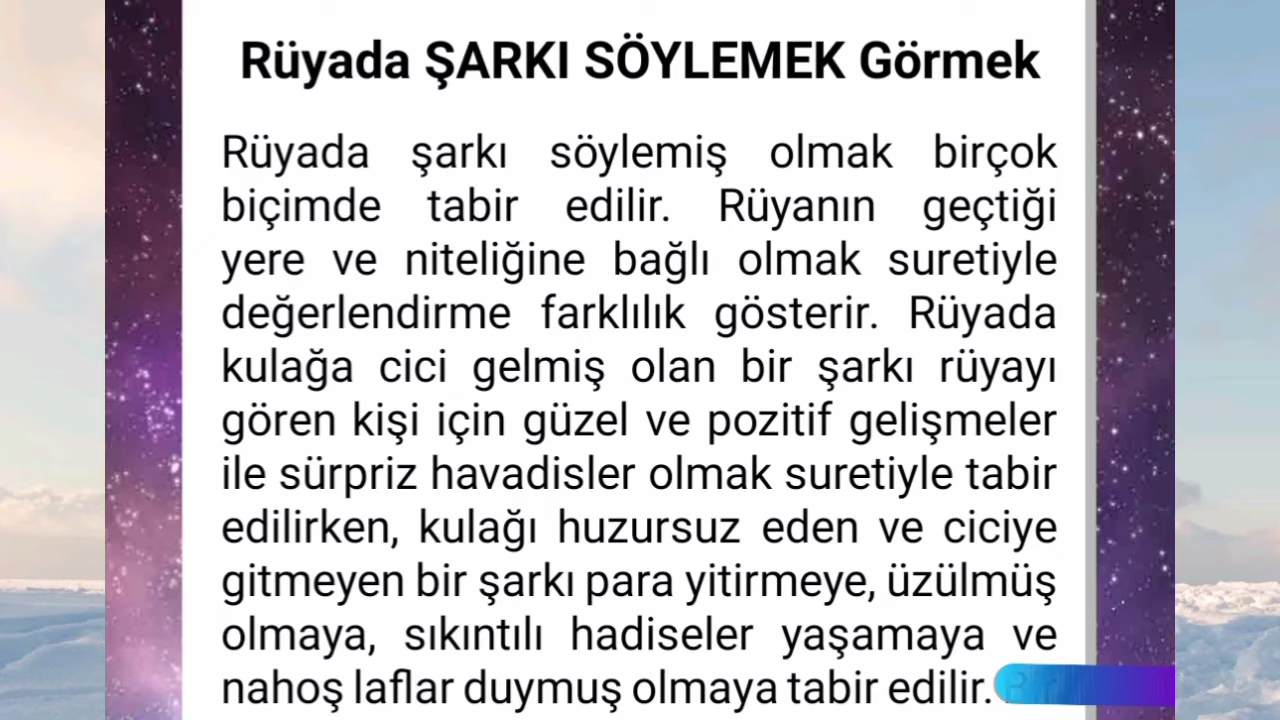 Rüyada ŞARKI SÖYLEMEK Görmek
Rüyada şarkı söylemiş olmak birçok
biçimde tabir edilir. Rüyanın geçtiği
yere ve niteliğine bağlı olmak suretiyle
değerlendirme farklılık gösterir. Rüyada
kulağa cici gelmiş olan bir şarkı rüyayı
gören kişi için güzel ve pozitif gelişmeler
ile sürpriz havadisler olmak suretiyle tabir
edilirken, kulağı huzursuz eden ve ciciye
gitmeyen bir şarkı para yitirmeye, üzülmüş
olmaya, sıkıntılı hadiseler yaşamaya ve
nahoş laflar duymuş olmaya tabir edilir.